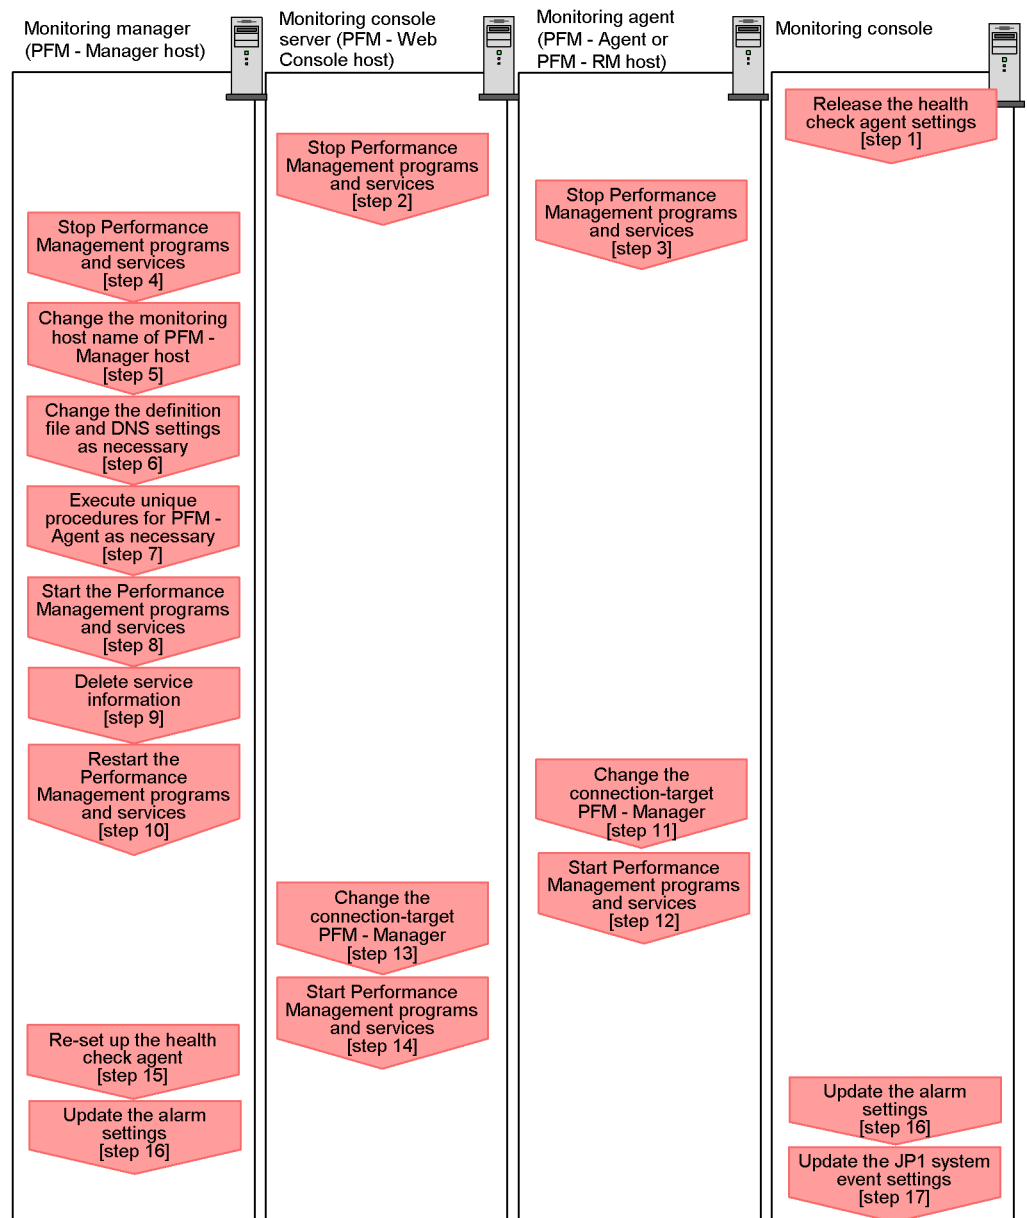 Monitoring manager
(PFM - Manager host)
Monitoring console
server (PFM - Web
Console host)
Monitoring agent
(PFM - Agent or
PFM - RM host)
Monitoring console
Release the health
check agent settings
[step 1]
Stop Performance
Management programs
and services
[step 2]
Stop Performance
Management programs
and services
[step 3]
Stop Performance
Management programs
and services
[step 4]
Change the monitoring
host name of PFM -
Manager host
[step 5]
Change the definition
file and DNS settings
as necessary
[step 6]
Execute unique
procedures for PFM -
Agent as necessary
[step 7]
Start the Performance
Management programs
and services
[step 8]
Delete service
information
[step 9]
Restart the
Performance
Management programs
and services
[step 10]
Change the
connection-target
PFM - Manager
[step 11]
Start Performance
Management programs
and services
[step 12]
Change the
connection-target
PFM - Manager
[step 13]
Start Performance
Management programs
and services
[step 14]
Re-set up the health
check agent
[step 15]
Update the alarm
settings
[step 16]
Update the alarm
settings
[step 16]
Update the JP1 system
event settings
[step 17]